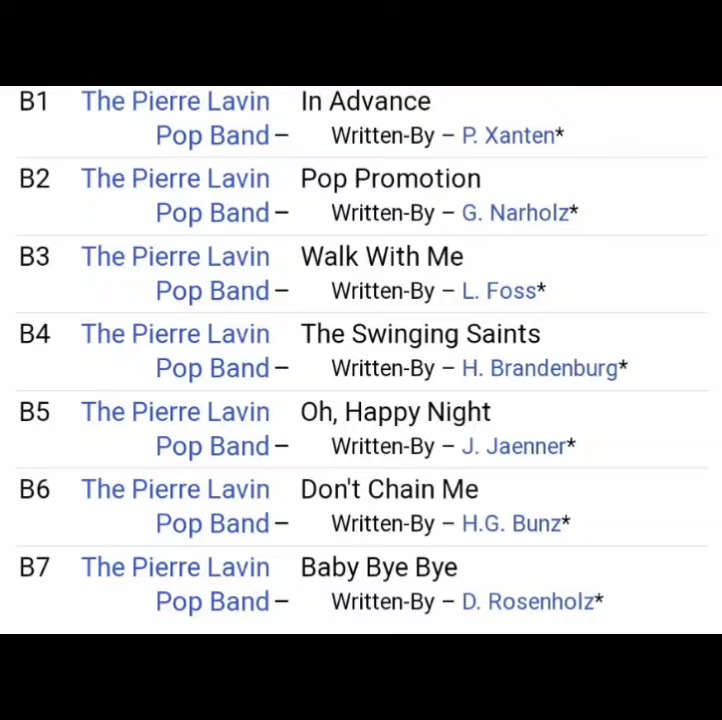 B1 The Pierre Lavin In Advance
Pop Band – Written-By – P. Xanten*
B2 The Pierre Lavin Pop Promotion
Pop Band – Written-By – G. Narholz*
B3 The Pierre Lavin Walk With Me
Pop Band – Written-By – L. Foss*
B4 The Pierre Lavin The Swinging Saints
Pop Band – Written-By – H. Brandenburg*
B5 The Pierre Lavin Oh, Happy Night
Pop Band – Written-By – J. Jaenner*
B6 The Pierre Lavin Don't Chain Me
Pop Band – Written-By – H.G. Bunz*
B7 The Pierre Lavin Baby Bye Bye
Pop Band – Written-By – D. Rosenholz*